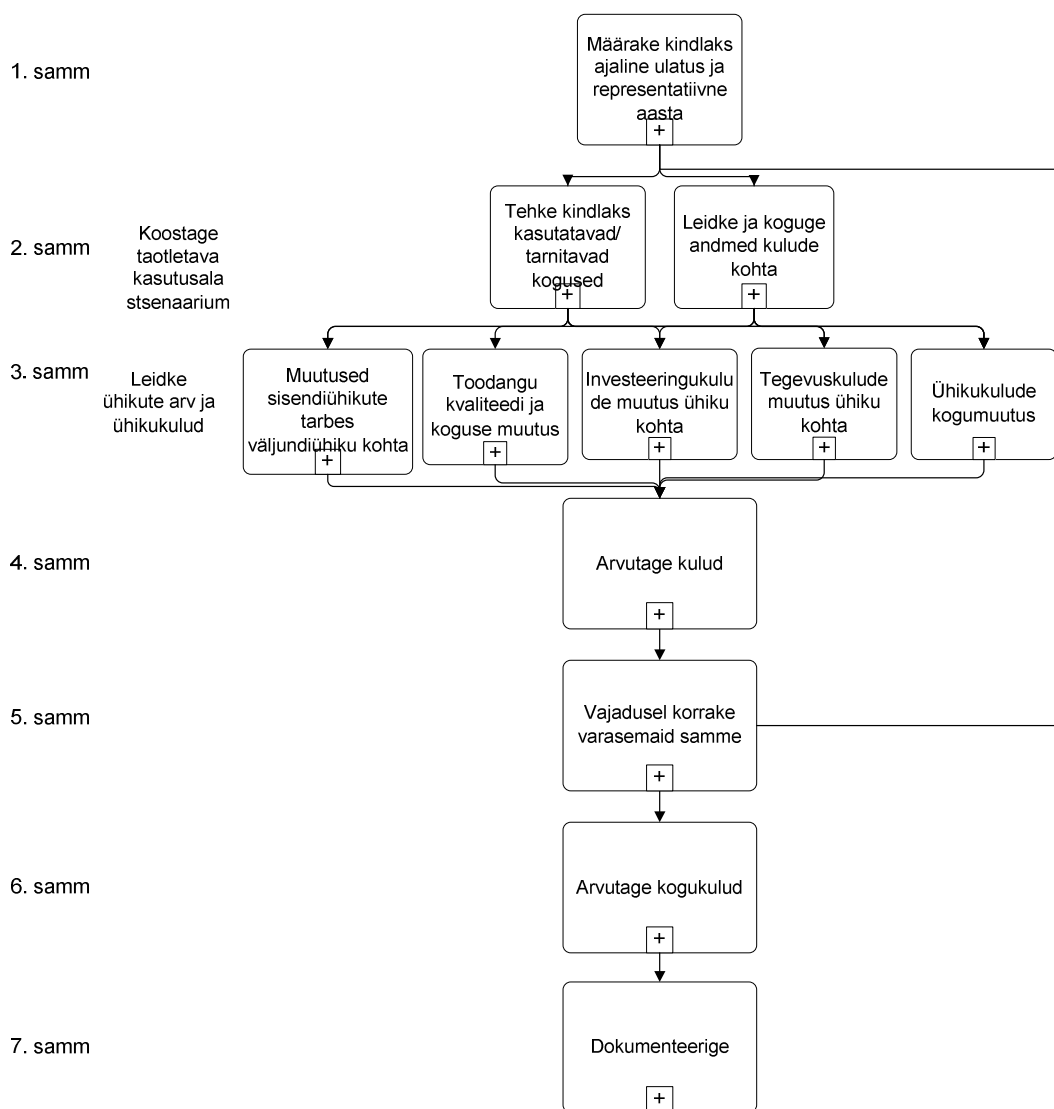 1. samm
Määrake kindlaks
ajaline ulatus ja
representatiivne
aasta
+
2. samm
Koostage
taotletava
kasutusala
stsenaarium
Tehke kindlaks
kasutatavad/
tarnitavad
kogused
+
Leidke ja koguge
andmed kulude
kohta
+
3. samm
Leidke
ühikute arv ja
ühikukulud
Muutused
sisendiühikute
tarbes
väljundiühiku kohta
+
Toodangu
kvaliteedi ja
koguse muutus
+
Investeeringukulu
de muutus ühiku
kohta
+
Tegevuskulude
muutus ühiku
kohta
+
Ühikukulude
kogumuutus
+
4. samm
Arvutage kulud
+
5. samm
Vajadusel korrake
varasemaid samme
+
6. samm
Arvutage kogukulud
+
7. samm
Dokumenteerige
+